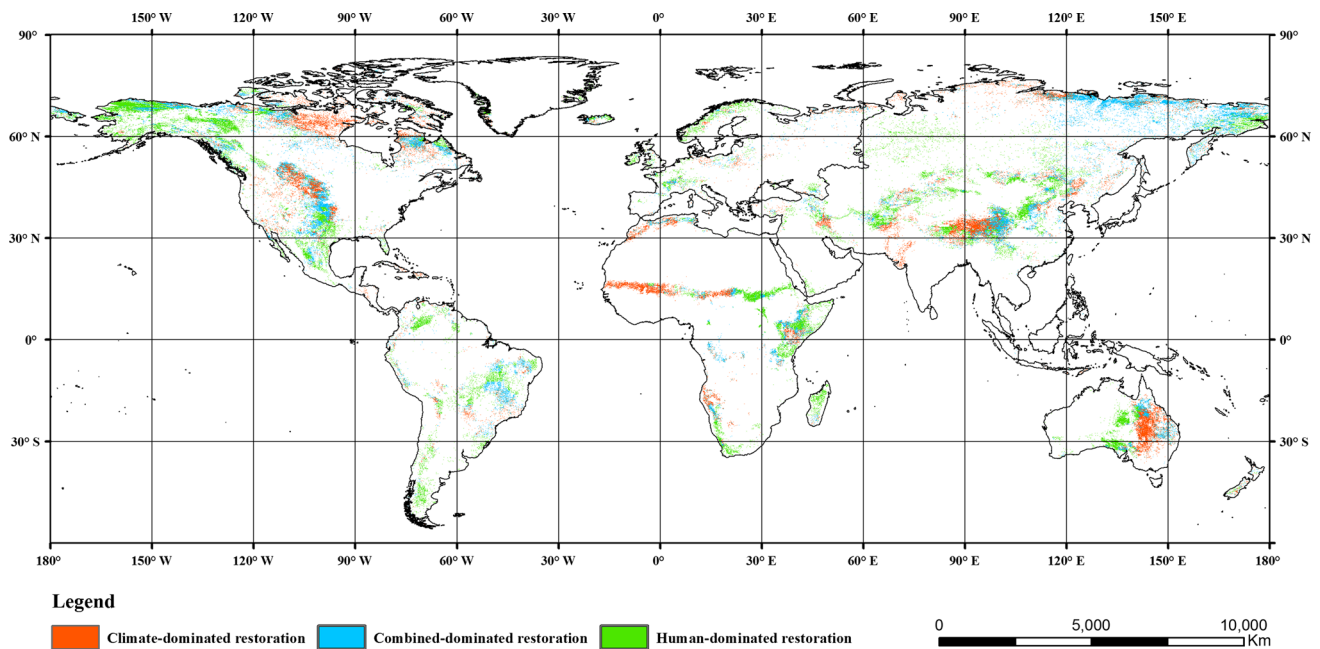 150° W 120° W 90° W 60° W 30° W 0° 30° E 60° E 90° E 120° E 150° E
90° 90°
60° N 60° N
30° N 30° N
0° 0°
30° S 30° S
180° 150° W 120° W 90° W 60° W 30° W 0° 30° E 60° E 90° E 120° E 150° E 180°
Legend
Climate-dominated restoration Combined-dominated restoration Human-dominated restoration
0 5,000 10,000
Km